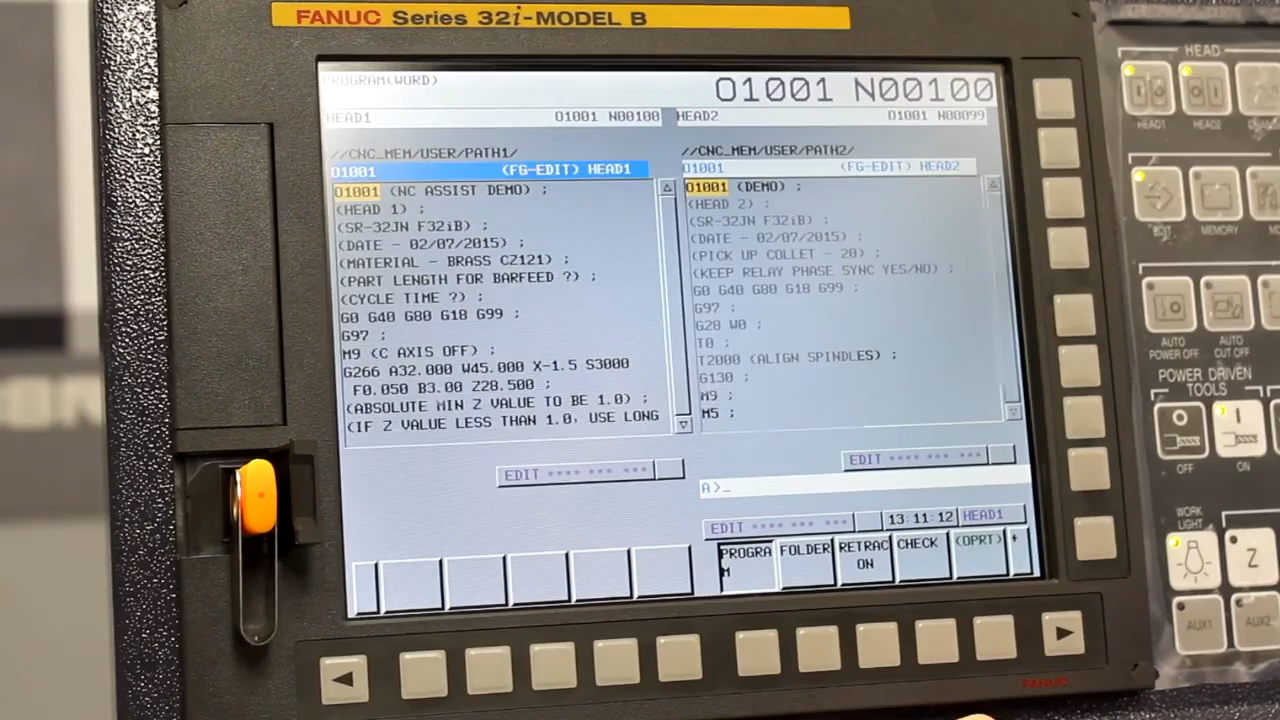 FANUC Series 32i-MODEL B
PROGRAM(WORD)
O1001 N00100
HEAD1 O1001 N00100
HEAD2 O1001 N00099
//CNC_MEM/USER/PATH1/
O1001 (FG-EDIT) HEAD1
O1001 (NC ASSIST DEMO) ;
(HEAD 1) ;
(SR-32JN F32iB) ;
(DATE - 02/07/2015) ;
(MATERIAL - BRASS CZ121) ;
(PART LENGTH FOR BARFEED ?) ;
(CYCLE TIME ?) ;
G0 G40 G80 G18 G99 ;
G97 ;
M9 (C AXIS OFF) ;
G266 A32.000 W45.000 X-1.5 S3000
F0.050 B3.00 Z28.500 ;
(ABSOLUTE MIN Z VALUE TO BE 1.0) ;
(IF Z VALUE LESS THAN 1.0, USE LONG
//CNC_MEM/USER/PATH2/
O1001 (FG-EDIT) HEAD2
O1001 (DEMO) ;
(HEAD 2) ;
(SR-32JN F32iB) ;
(DATE - 02/07/2015) ;
(PICK UP COLLET - 20) ;
(KEEP RELAY PHASE SYNC YES/NO) ;
G0 G40 G80 G18 G99 ;
G97 ;
G28 W0 ;
T0 ;
T2000 (ALIGN SPINDLES) ;
G130 ;
M9 ;
M5 ;
EDIT **** *** ***
EDIT **** *** ***
A>_
EDIT **** *** *** 13:11:12 HEAD1
PROGRA
M
FOLDER
RETRAC
ON
CHECK
(OPRT)
+
FANUC
HEAD
HEAD1
HEAD2
EDIT
MEMORY
AUTO
POWER OFF
AUTO
CUT OFF
POWER DRIVEN
TOOLS
OFF
ON
WORK
LIGHT
Z
AUX1
AUX2